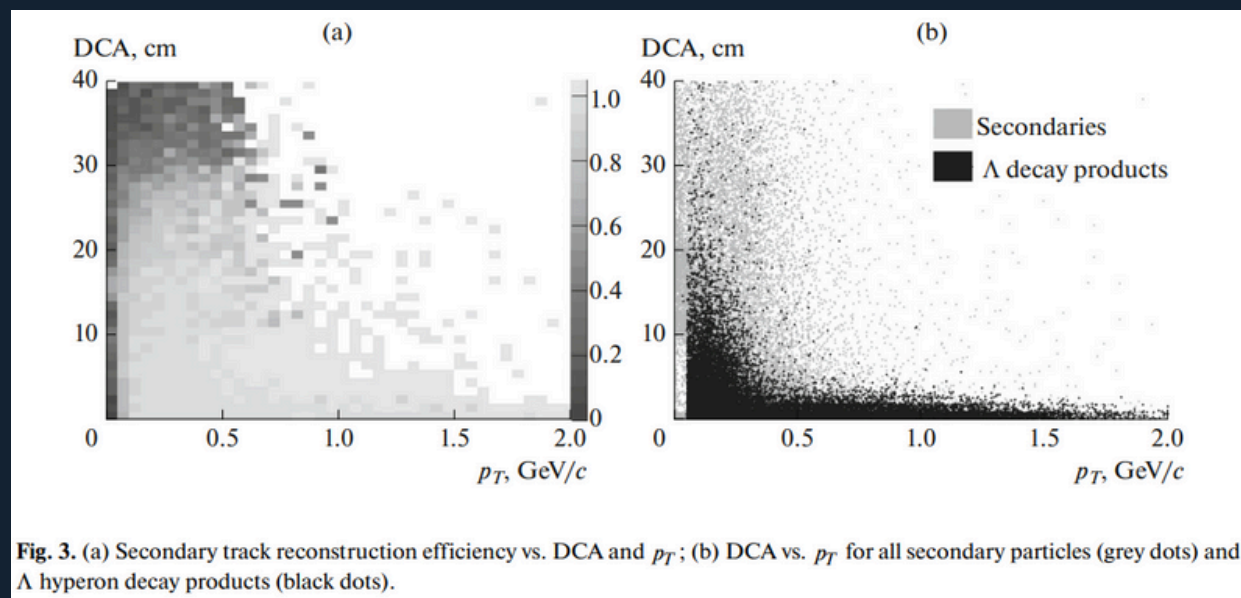 (a)
DCA, cm
40
30
20
10
0
0.5
1.0
1.5
2.0
p_T, GeV/c
1.0
0.8
0.6
0.4
0.2
0
(b)
DCA, cm
40
30
20
10
0
0.5
1.0
1.5
2.0
p_T, GeV/c
Secondaries
Λ decay products
Fig. 3. (a) Secondary track reconstruction efficiency vs. DCA and p_T; (b) DCA vs. p_T for all secondary particles (grey dots) and
Λ hyperon decay products (black dots).